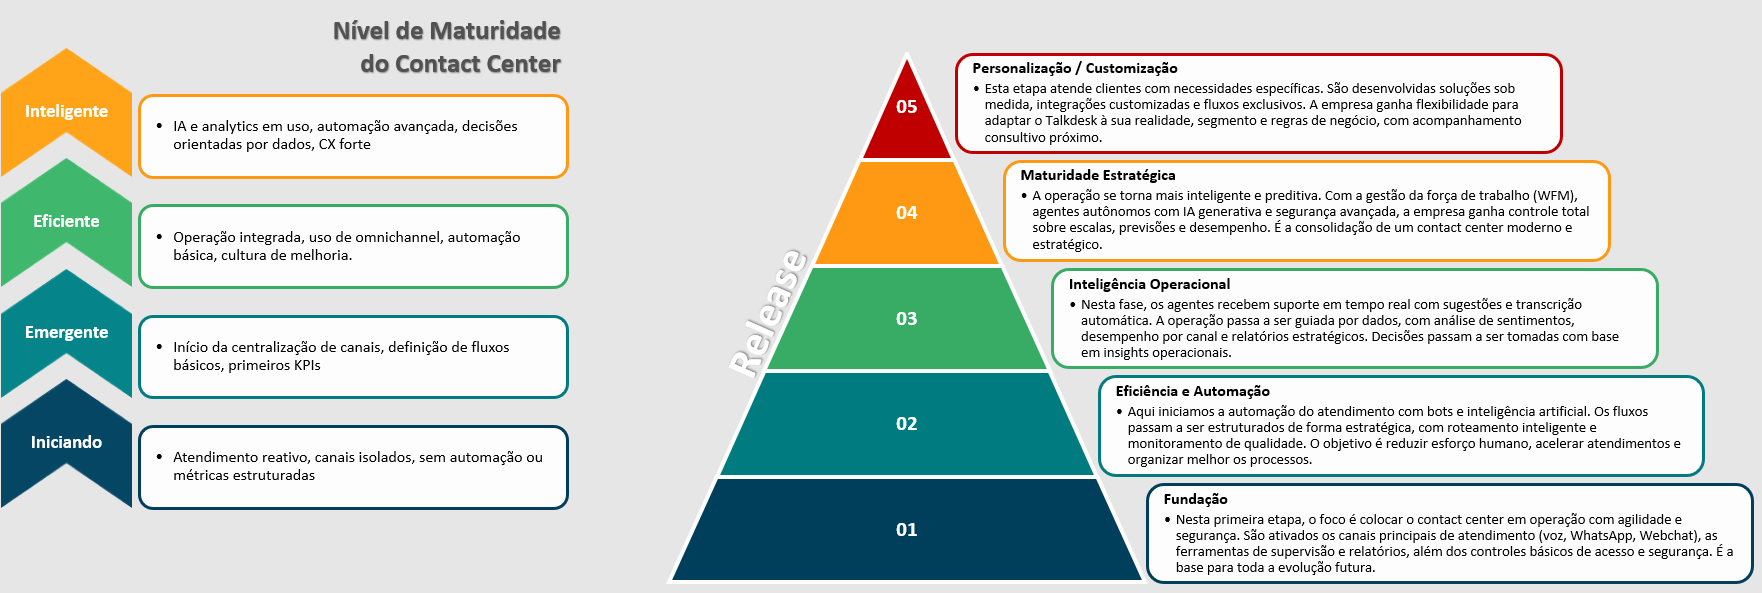 Nível de Maturidade
do Contact Center
Inteligente
• IA e analytics em uso, automação avançada, decisões
orientadas por dados, CX forte
Eficiente
• Operação integrada, uso de omnichannel, automação
básica, cultura de melhoria.
Emergente
• Início da centralização de canais, definição de fluxos
básicos, primeiros KPIs
Iniciando
• Atendimento reativo, canais isolados, sem automação ou
métricas estruturadas
Release
05
Personalização / Customização
• Esta etapa atende clientes com necessidades específicas. São desenvolvidas soluções sob
medida, integrações customizadas e fluxos exclusivos. A empresa ganha flexibilidade para
adaptar o Talkdesk à sua realidade, segmento e regras de negócio, com acompanhamento
consultivo próximo.
04
Maturidade Estratégica
• A operação se torna mais inteligente e preditiva. Com a gestão da força de trabalho (WFM),
agentes autônomos com IA generativa e segurança avançada, a empresa ganha controle total
sobre escalas, previsões e desempenho. É a consolidação de um contact center moderno e
estratégico.
03
Inteligência Operacional
• Nesta fase, os agentes recebem suporte em tempo real com sugestões e transcrição
automática. A operação passa a ser guiada por dados, com análise de sentimentos,
desempenho por canal e relatórios estratégicos. Decisões passam a ser tomadas com base
em insights operacionais.
02
Eficiência e Automação
• Aqui iniciamos a automação do atendimento com bots e inteligência artificial. Os fluxos
passam a ser estruturados de forma estratégica, com roteamento inteligente e
monitoramento de qualidade. O objetivo é reduzir esforço humano, acelerar atendimentos e
organizar melhor os processos.
01
Fundação
• Nesta primeira etapa, o foco é colocar o contact center em operação com agilidade e
segurança. São ativados os canais principais de atendimento (voz, WhatsApp, Webchat), as
ferramentas de supervisão e relatórios, além dos controles básicos de acesso e segurança. É a
base para toda a evolução futura.